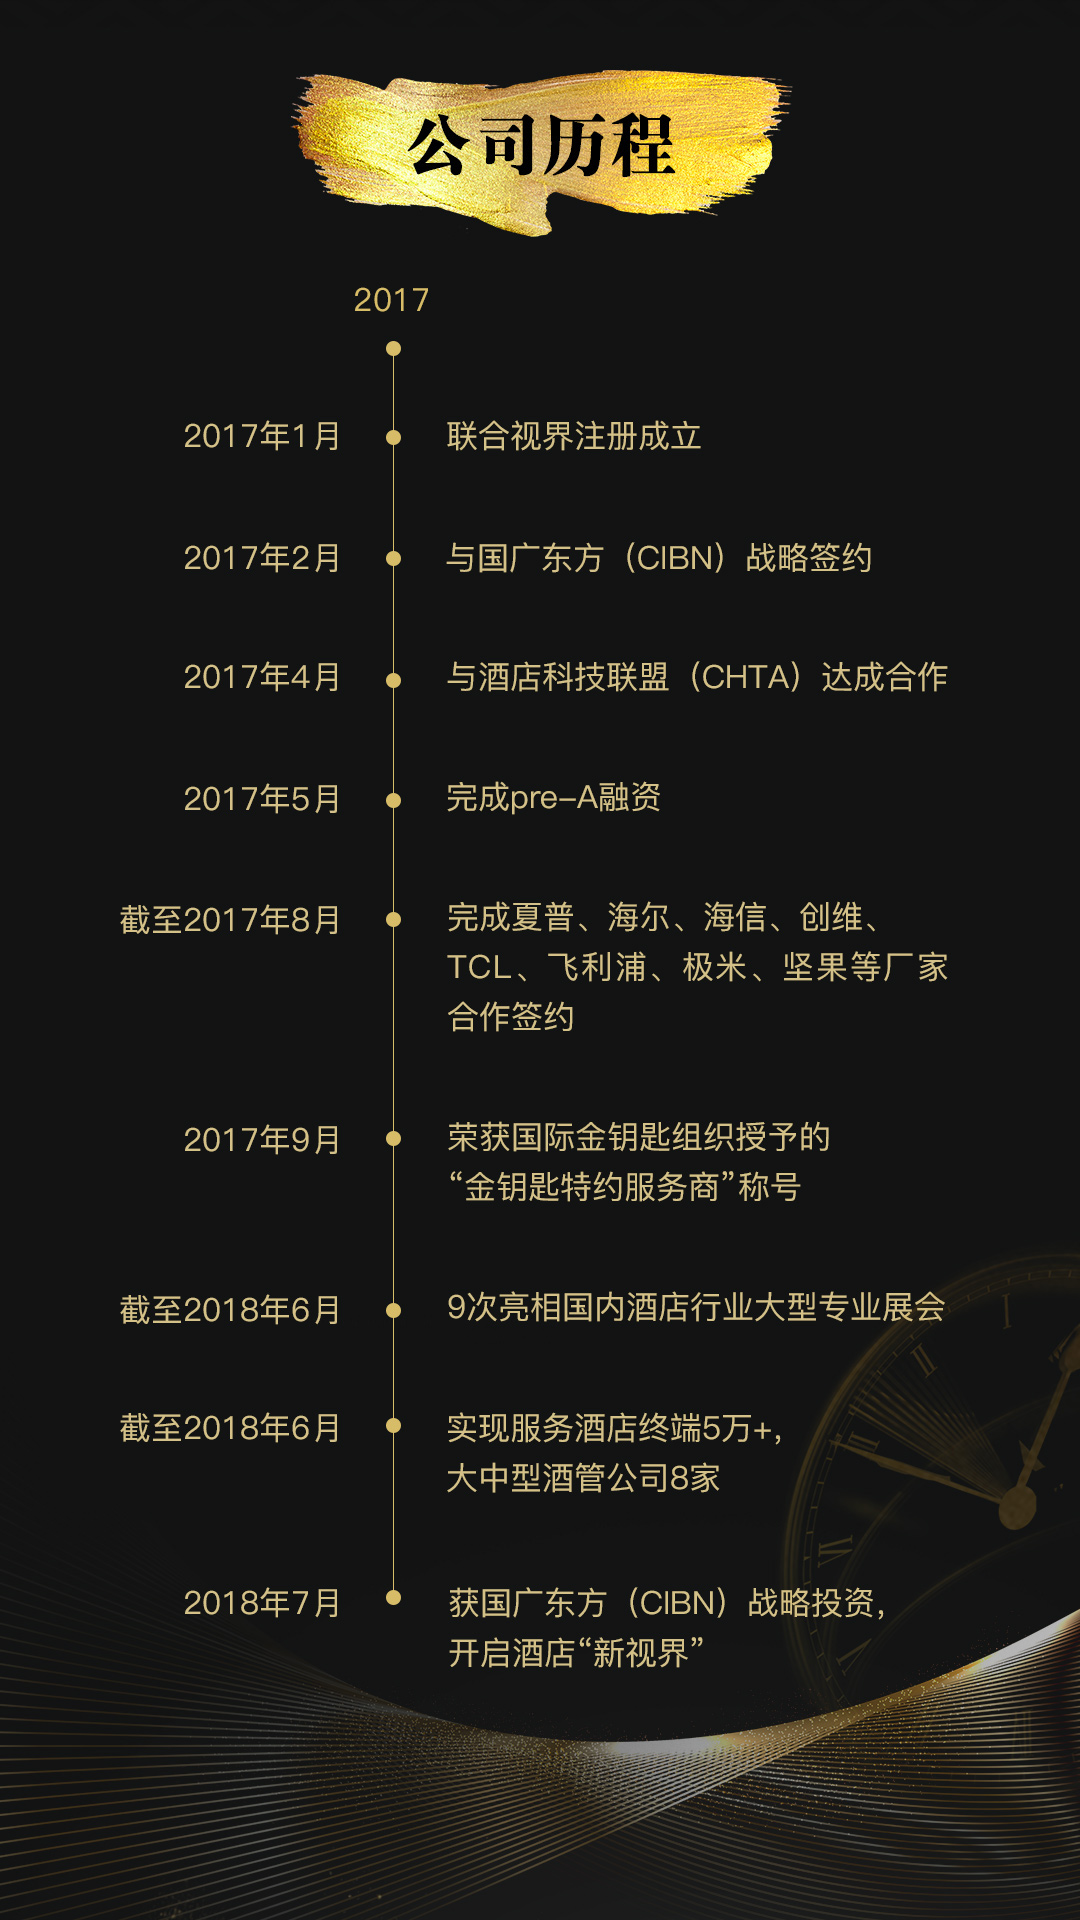 公司历程
2017
2017年1月
联合视界注册成立
2017年2月
与国广东方（CIBN）战略签约
2017年4月
与酒店科技联盟（CHTA）达成合作
2017年5月
完成pre-A融资
截至2017年8月
完成夏普、海尔、海信、创维、
TCL、飞利浦、极米、坚果等厂家
合作签约
2017年9月
荣获国际金钥匙组织授予的
“金钥匙特约服务商”称号
截至2018年6月
9次亮相国内酒店行业大型专业展会
截至2018年6月
实现服务酒店终端5万+，
大中型酒管公司8家
2018年7月
获国广东方（CIBN）战略投资，
开启酒店“新视界”
I
II
III
IV
V